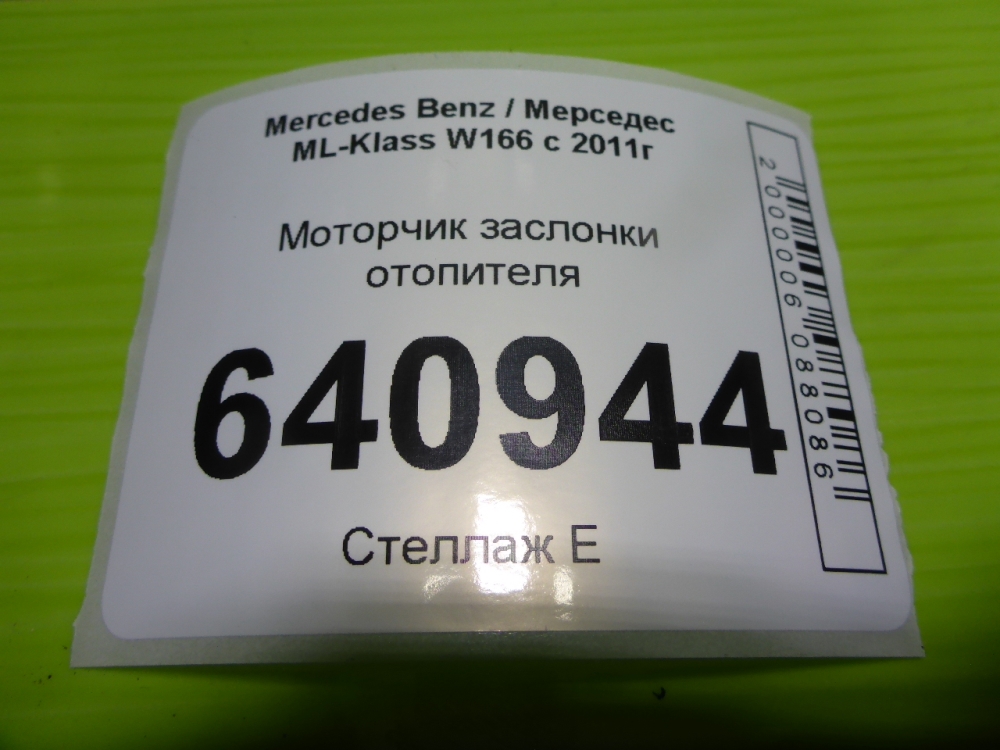 Mercedes Benz / Мерседес
ML-Klass W166 с 2011г
Моторчик заслонки
отопителя
640944
Стеллаж Е
2000006088086